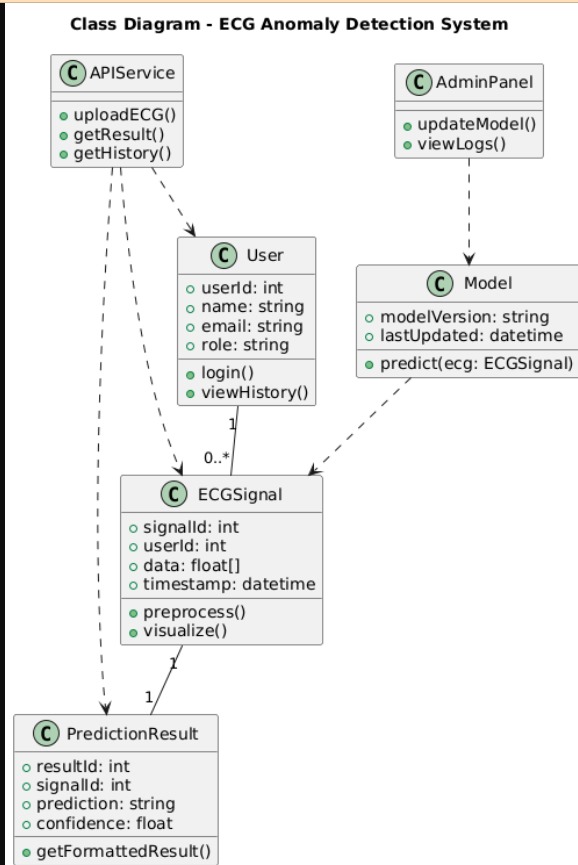 Class Diagram - ECG Anomaly Detection System
C APIService
uploadECG()
getResult()
getHistory()
C AdminPanel
updateModel()
viewLogs()
C User
userId: int
name: string
email: string
role: string
login()
viewHistory()
C Model
modelVersion: string
lastUpdated: datetime
predict(ecg: ECGSignal)
1
0..*
C ECGSignal
signalId: int
userId: int
data: float[]
timestamp: datetime
preprocess()
visualize()
1
1
C PredictionResult
resultId: int
signalId: int
prediction: string
confidence: float
getFormattedResult()